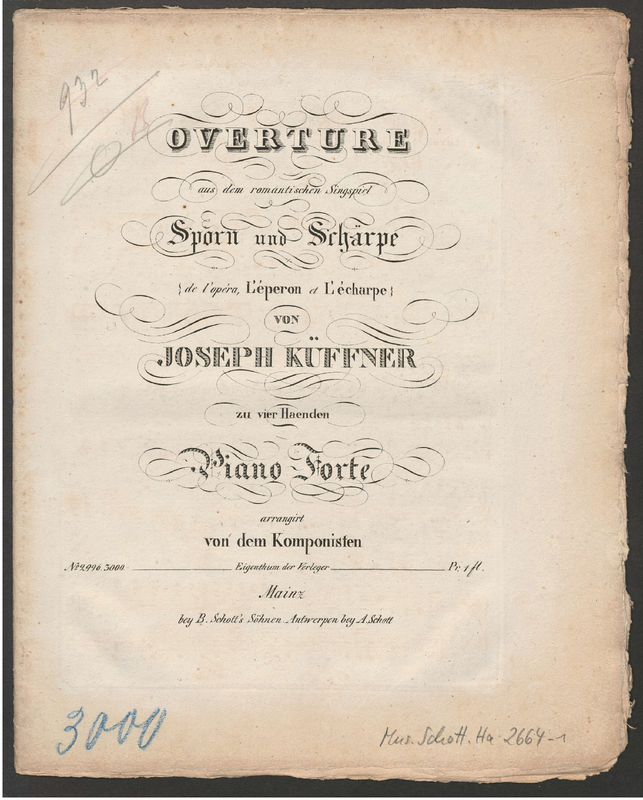 932
OVERTURE
aus dem romantischen Singspiel
Sporn und Schärpe
{de l'opéra, L'éperon et L'écharpe}
VON
JOSEPH KÜFFNER
zu vier Haenden
Piano Forte
arrangirt
von dem Komponisten
No 2996. 3000. Eigenthum der Verleger Pr. 1 fl.
Mainz
bey B. Schott's Söhnen. Antwerpen bey A. Schott
3000
Mus. Schott. Ha 2664-1